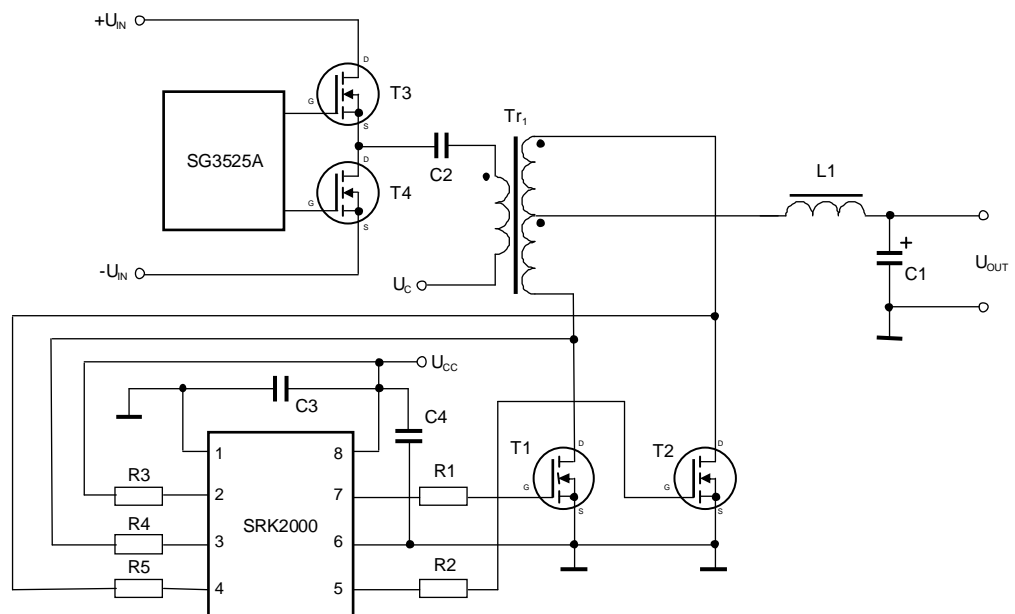 +U_IN
D
T3
G
S
SG3525A
D
T4
G
S
-U_IN
C2
Tr₁
U_C
L1
+
C1
U_OUT
U_CC
C3
C4
R3
R4
R5
1
2
3
4
SRK2000
8
7
6
5
R1
R2
T1
D
G
S
T2
D
G
S